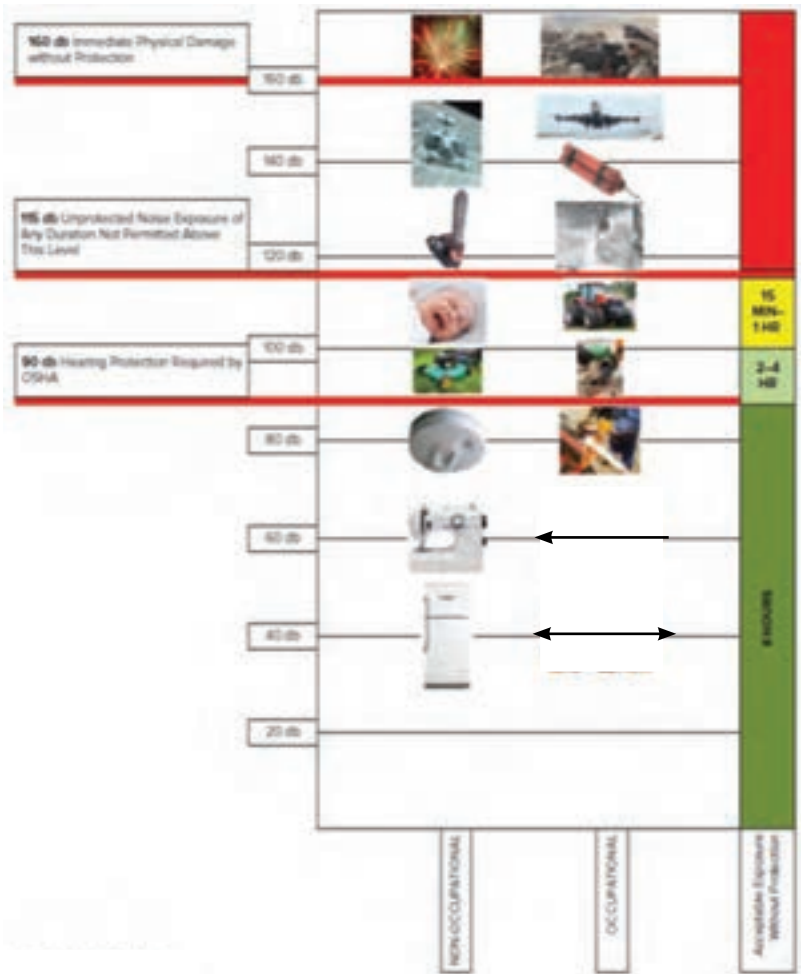 160 db Immediate Physical Damage
without Protection
160 db
140 db
115 db Unprotected Noise Exposure of
Any Duration Not Permitted Above
This Level
120 db
15
MIN–
1 HR
100 db
90 db Hearing Protection Required by
OSHA
2–4
HR
80 db
60 db
8 HOURS
40 db
20 db
NON-OCCUPATIONAL
OCCUPATIONAL
Acceptable Exposure
Without Protection